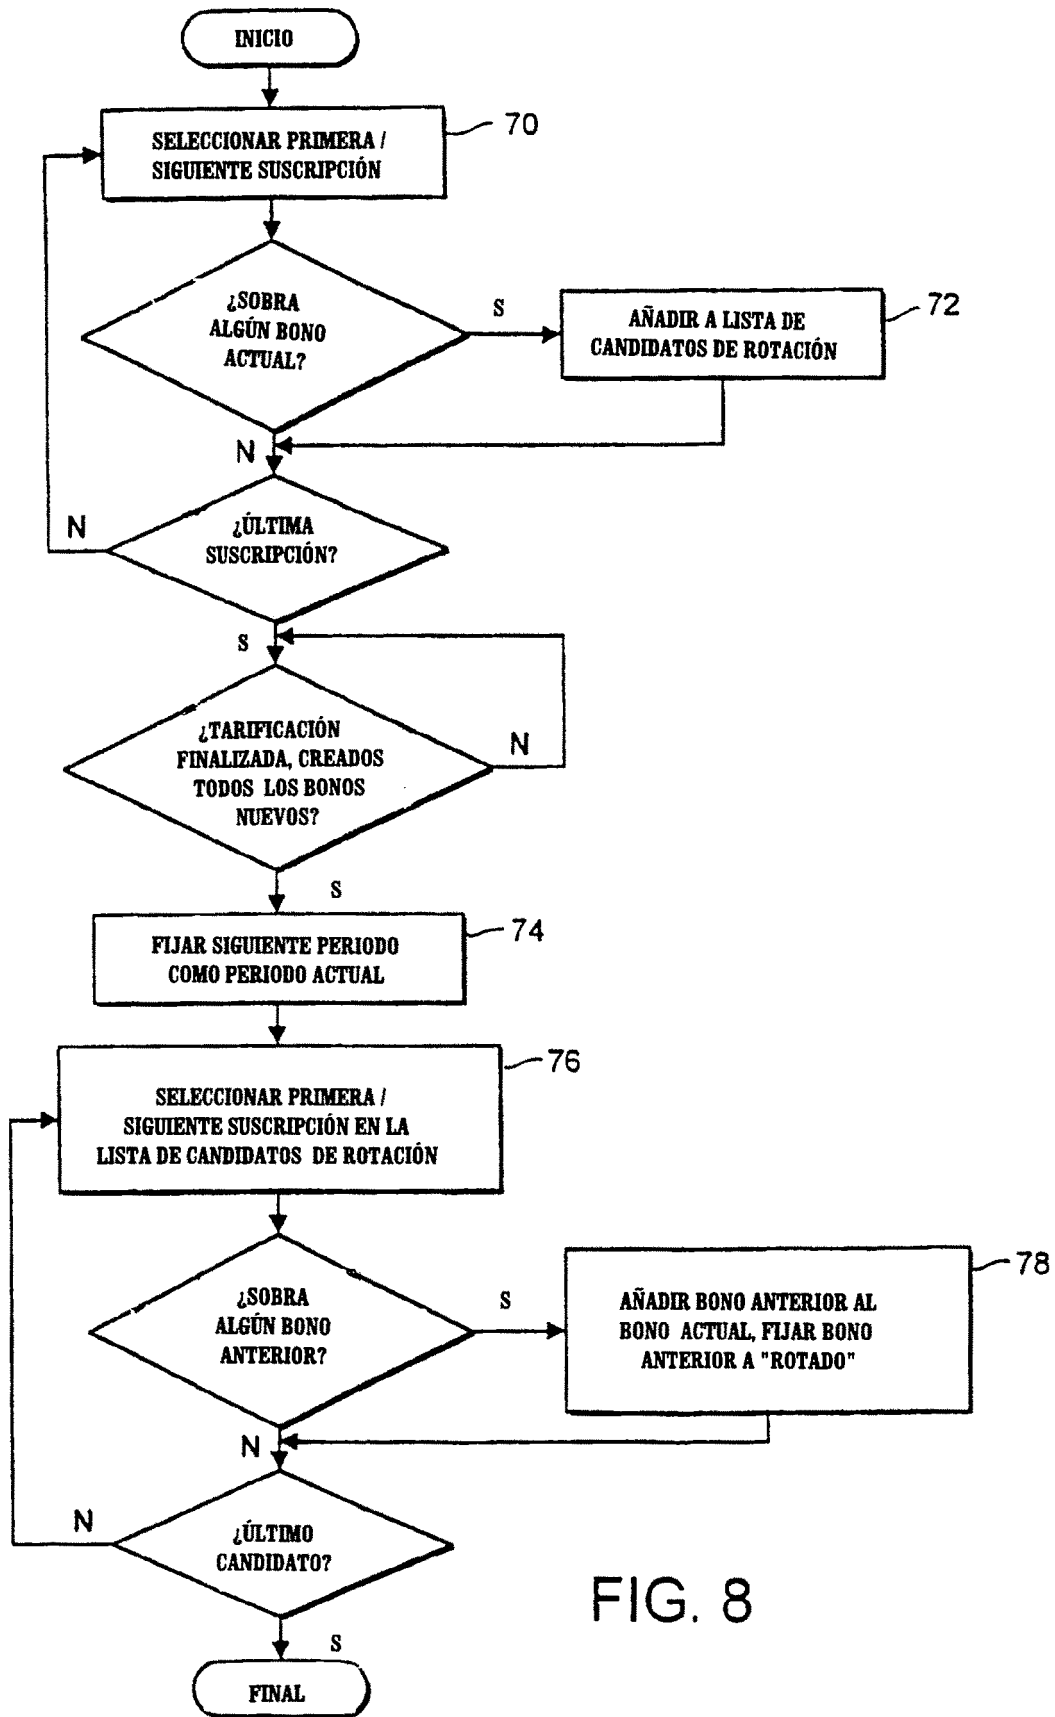 INICIO
SELECCIONAR PRIMERA /
SIGUIENTE SUSCRIPCIÓN
70
¿SOBRA
ALGÚN BONO
ACTUAL?
S
AÑADIR A LISTA DE
CANDIDATOS DE ROTACIÓN
72
N
¿ÚLTIMA
SUSCRIPCIÓN?
N
S
¿TARIFICACIÓN
FINALIZADA, CREADOS
TODOS LOS BONOS
NUEVOS?
N
S
FIJAR SIGUIENTE PERIODO
COMO PERIODO ACTUAL
74
SELECCIONAR PRIMERA /
SIGUIENTE SUSCRIPCIÓN EN LA
LISTA DE CANDIDATOS DE ROTACIÓN
76
¿SOBRA
ALGÚN BONO
ANTERIOR?
S
AÑADIR BONO ANTERIOR AL
BONO ACTUAL, FIJAR BONO
ANTERIOR A "ROTADO"
78
N
¿ÚLTIMO
CANDIDATO?
N
S
FINAL
FIG. 8